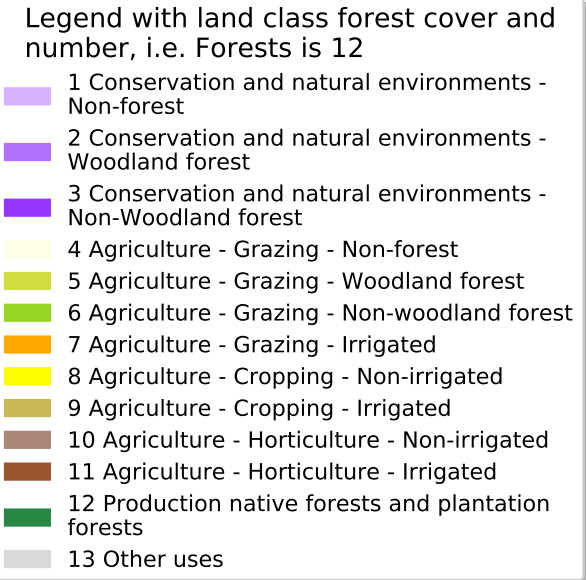 Legend with land class forest cover and
number, i.e. Forests is 12
1 Conservation and natural environments -
Non-forest
2 Conservation and natural environments -
Woodland forest
3 Conservation and natural environments -
Non-Woodland forest
4 Agriculture - Grazing - Non-forest
5 Agriculture - Grazing - Woodland forest
6 Agriculture - Grazing - Non-woodland forest
7 Agriculture - Grazing - Irrigated
8 Agriculture - Cropping - Non-irrigated
9 Agriculture - Cropping - Irrigated
10 Agriculture - Horticulture - Non-irrigated
11 Agriculture - Horticulture - Irrigated
12 Production native forests and plantation
forests
13 Other uses